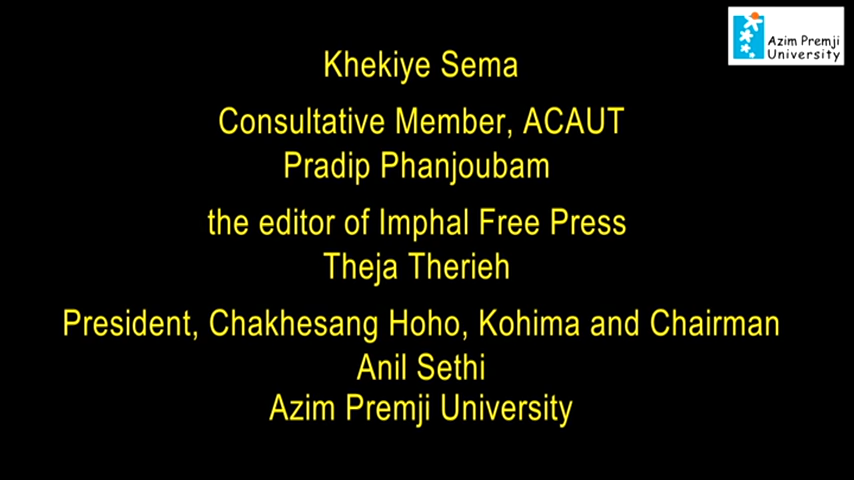 Azim Premji
University
Khekiye Sema
Consultative Member, ACAUT
Pradip Phanjoubam
the editor of Imphal Free Press
Theja Therieh
President, Chakhesang Hoho, Kohima and Chairman
Anil Sethi
Azim Premji University